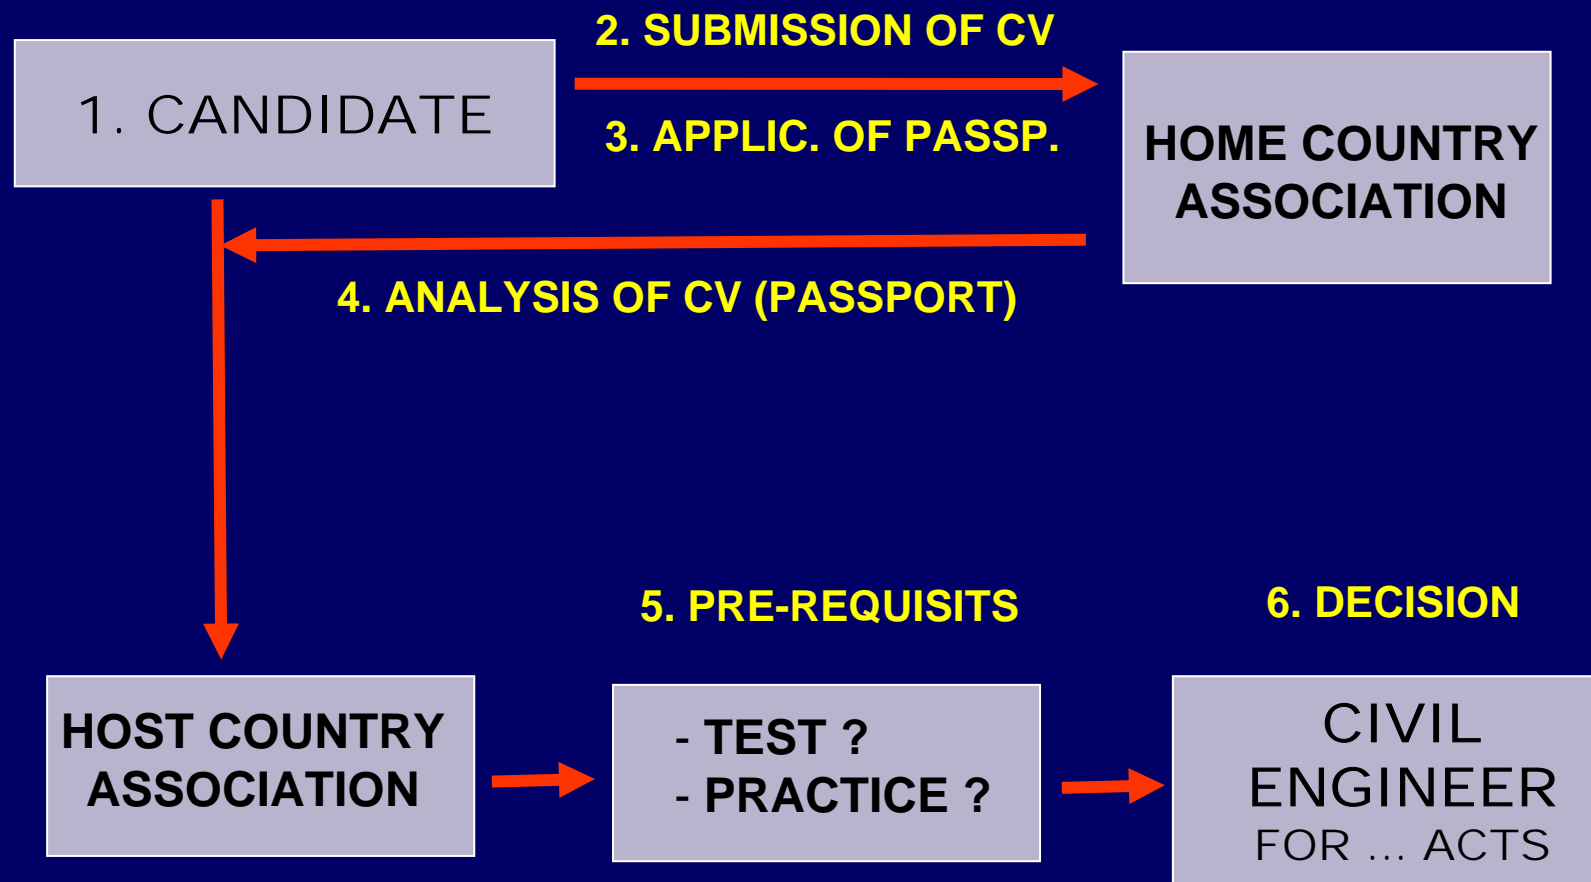 2. SUBMISSION OF CV
1. CANDIDATE
3. APPLIC. OF PASSP.
HOME COUNTRY
ASSOCIATION
4. ANALYSIS OF CV (PASSPORT)
5. PRE-REQUISITS
6. DECISION
HOST COUNTRY
ASSOCIATION
- TEST ?
- PRACTICE ?
CIVIL
ENGINEER
FOR ... ACTS